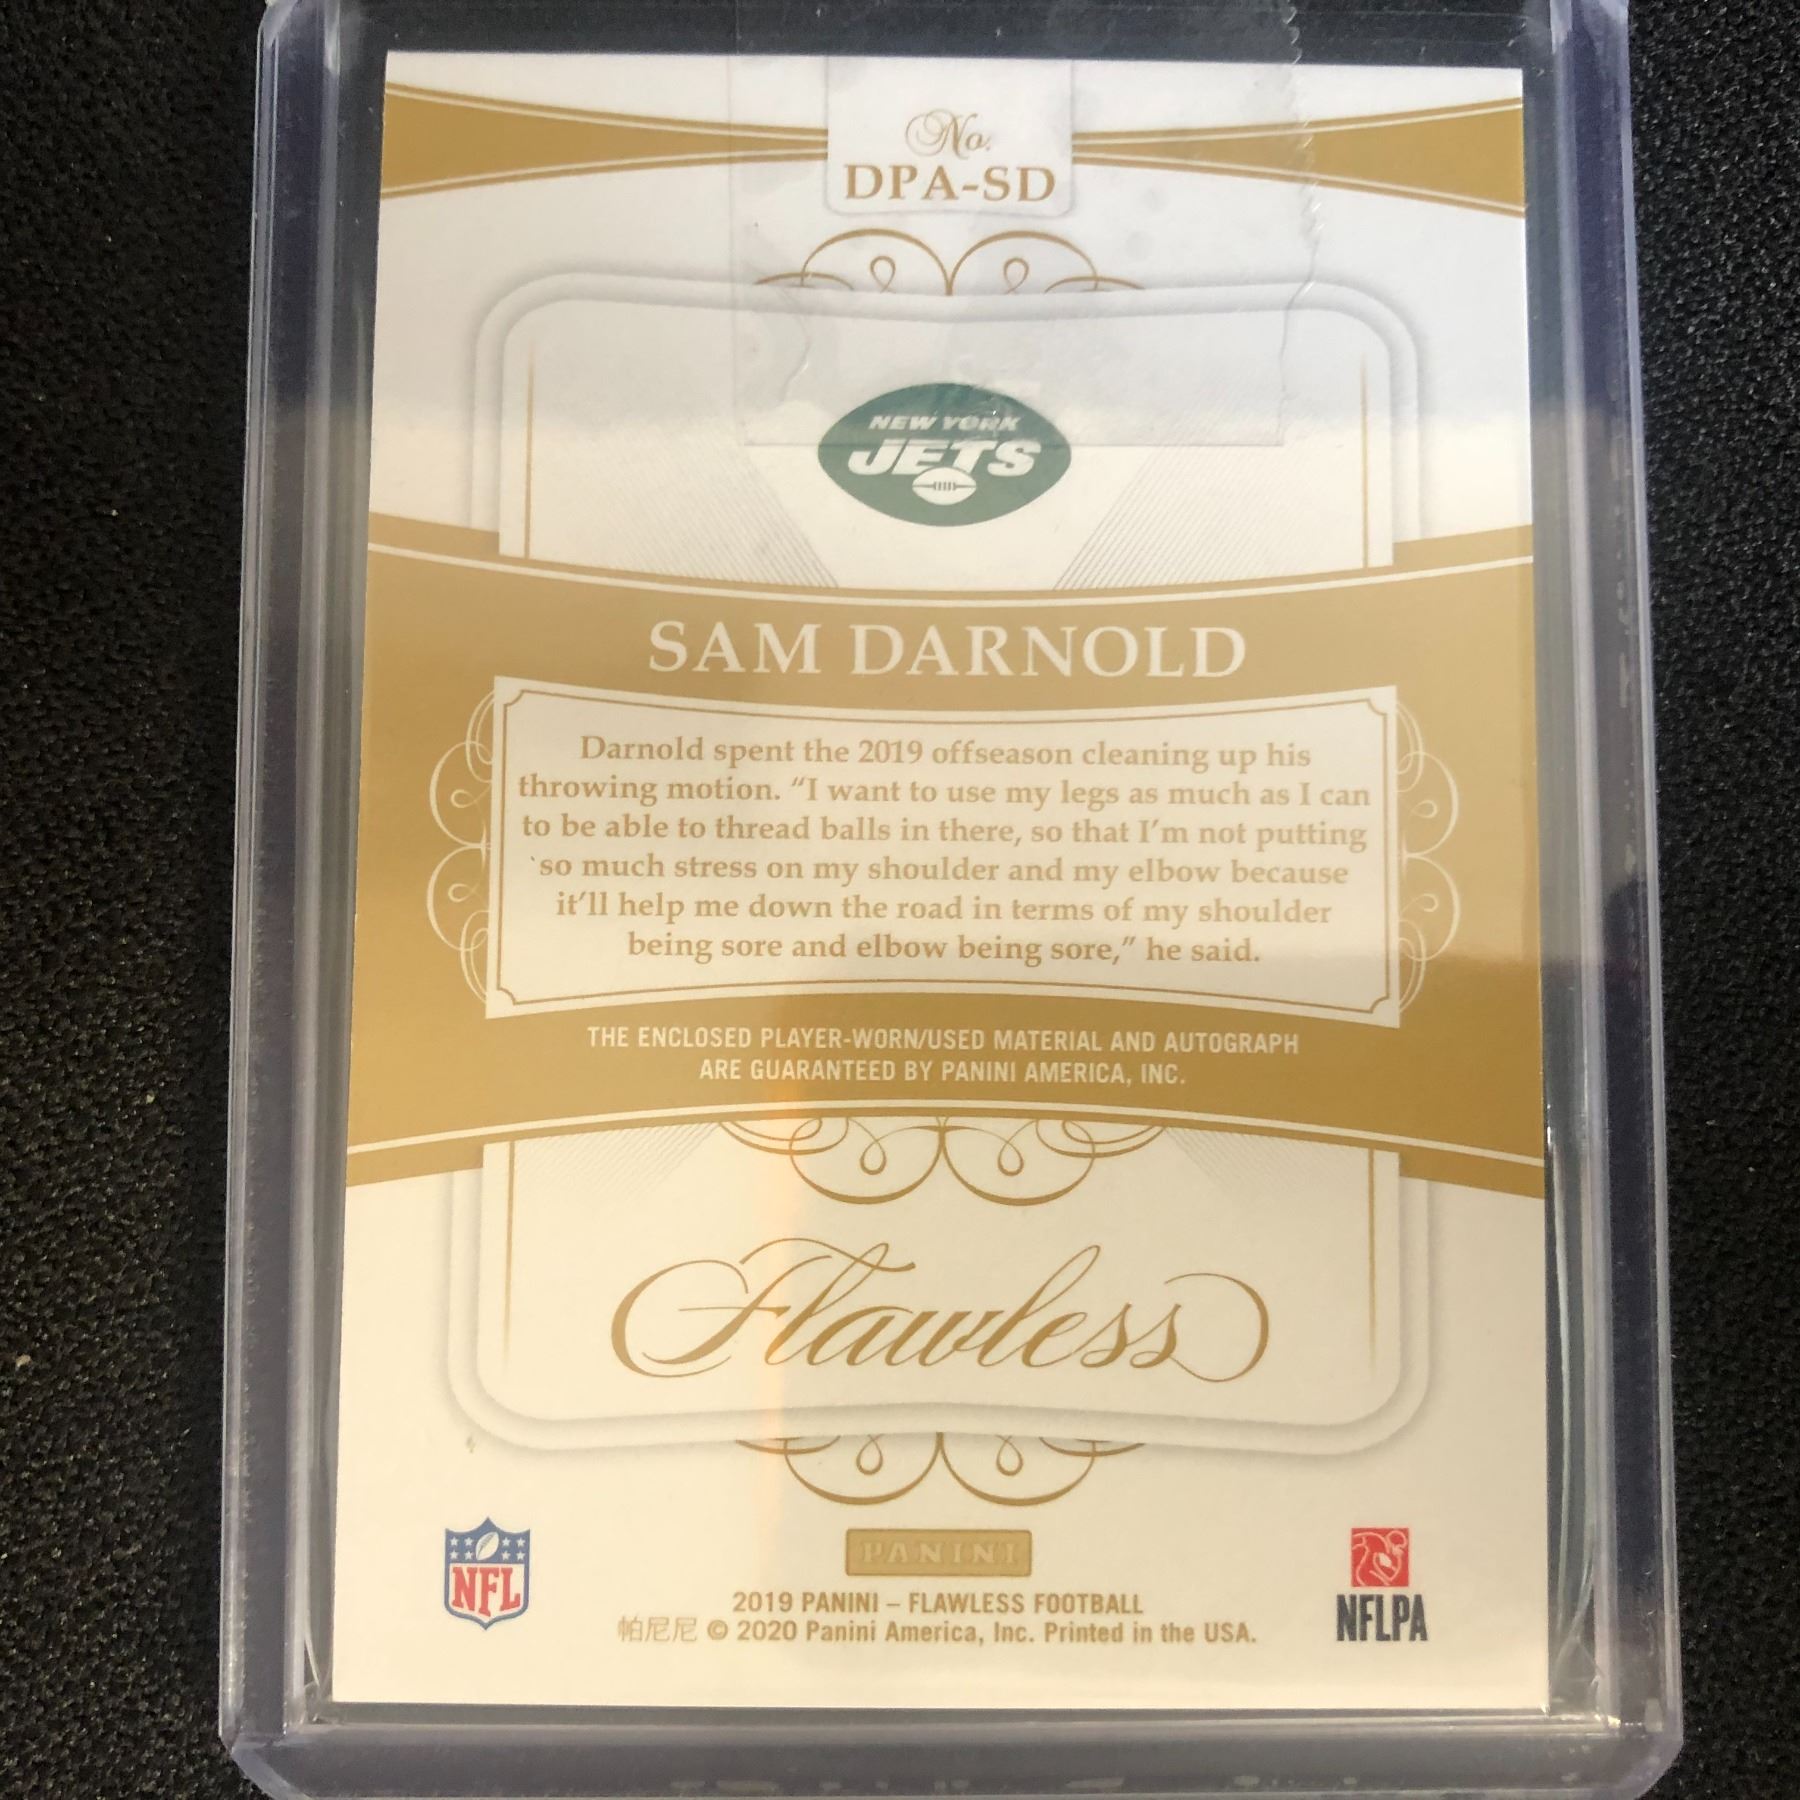 No.
DPA-SD
NEW YORK
JETS
SAM DARNOLD
Darnold spent the 2019 offseason cleaning up his
throwing motion. “I want to use my legs as much as I can
to be able to thread balls in there, so that I’m not putting
so much stress on my shoulder and my elbow because
it’ll help me down the road in terms of my shoulder
being sore and elbow being sore,” he said.
THE ENCLOSED PLAYER-WORN/USED MATERIAL AND AUTOGRAPH
ARE GUARANTEED BY PANINI AMERICA, INC.
Flawless
NFL
PANINI
2019 PANINI – FLAWLESS FOOTBALL
帕尼尼 © 2020 Panini America, Inc. Printed in the USA.
NFLPA